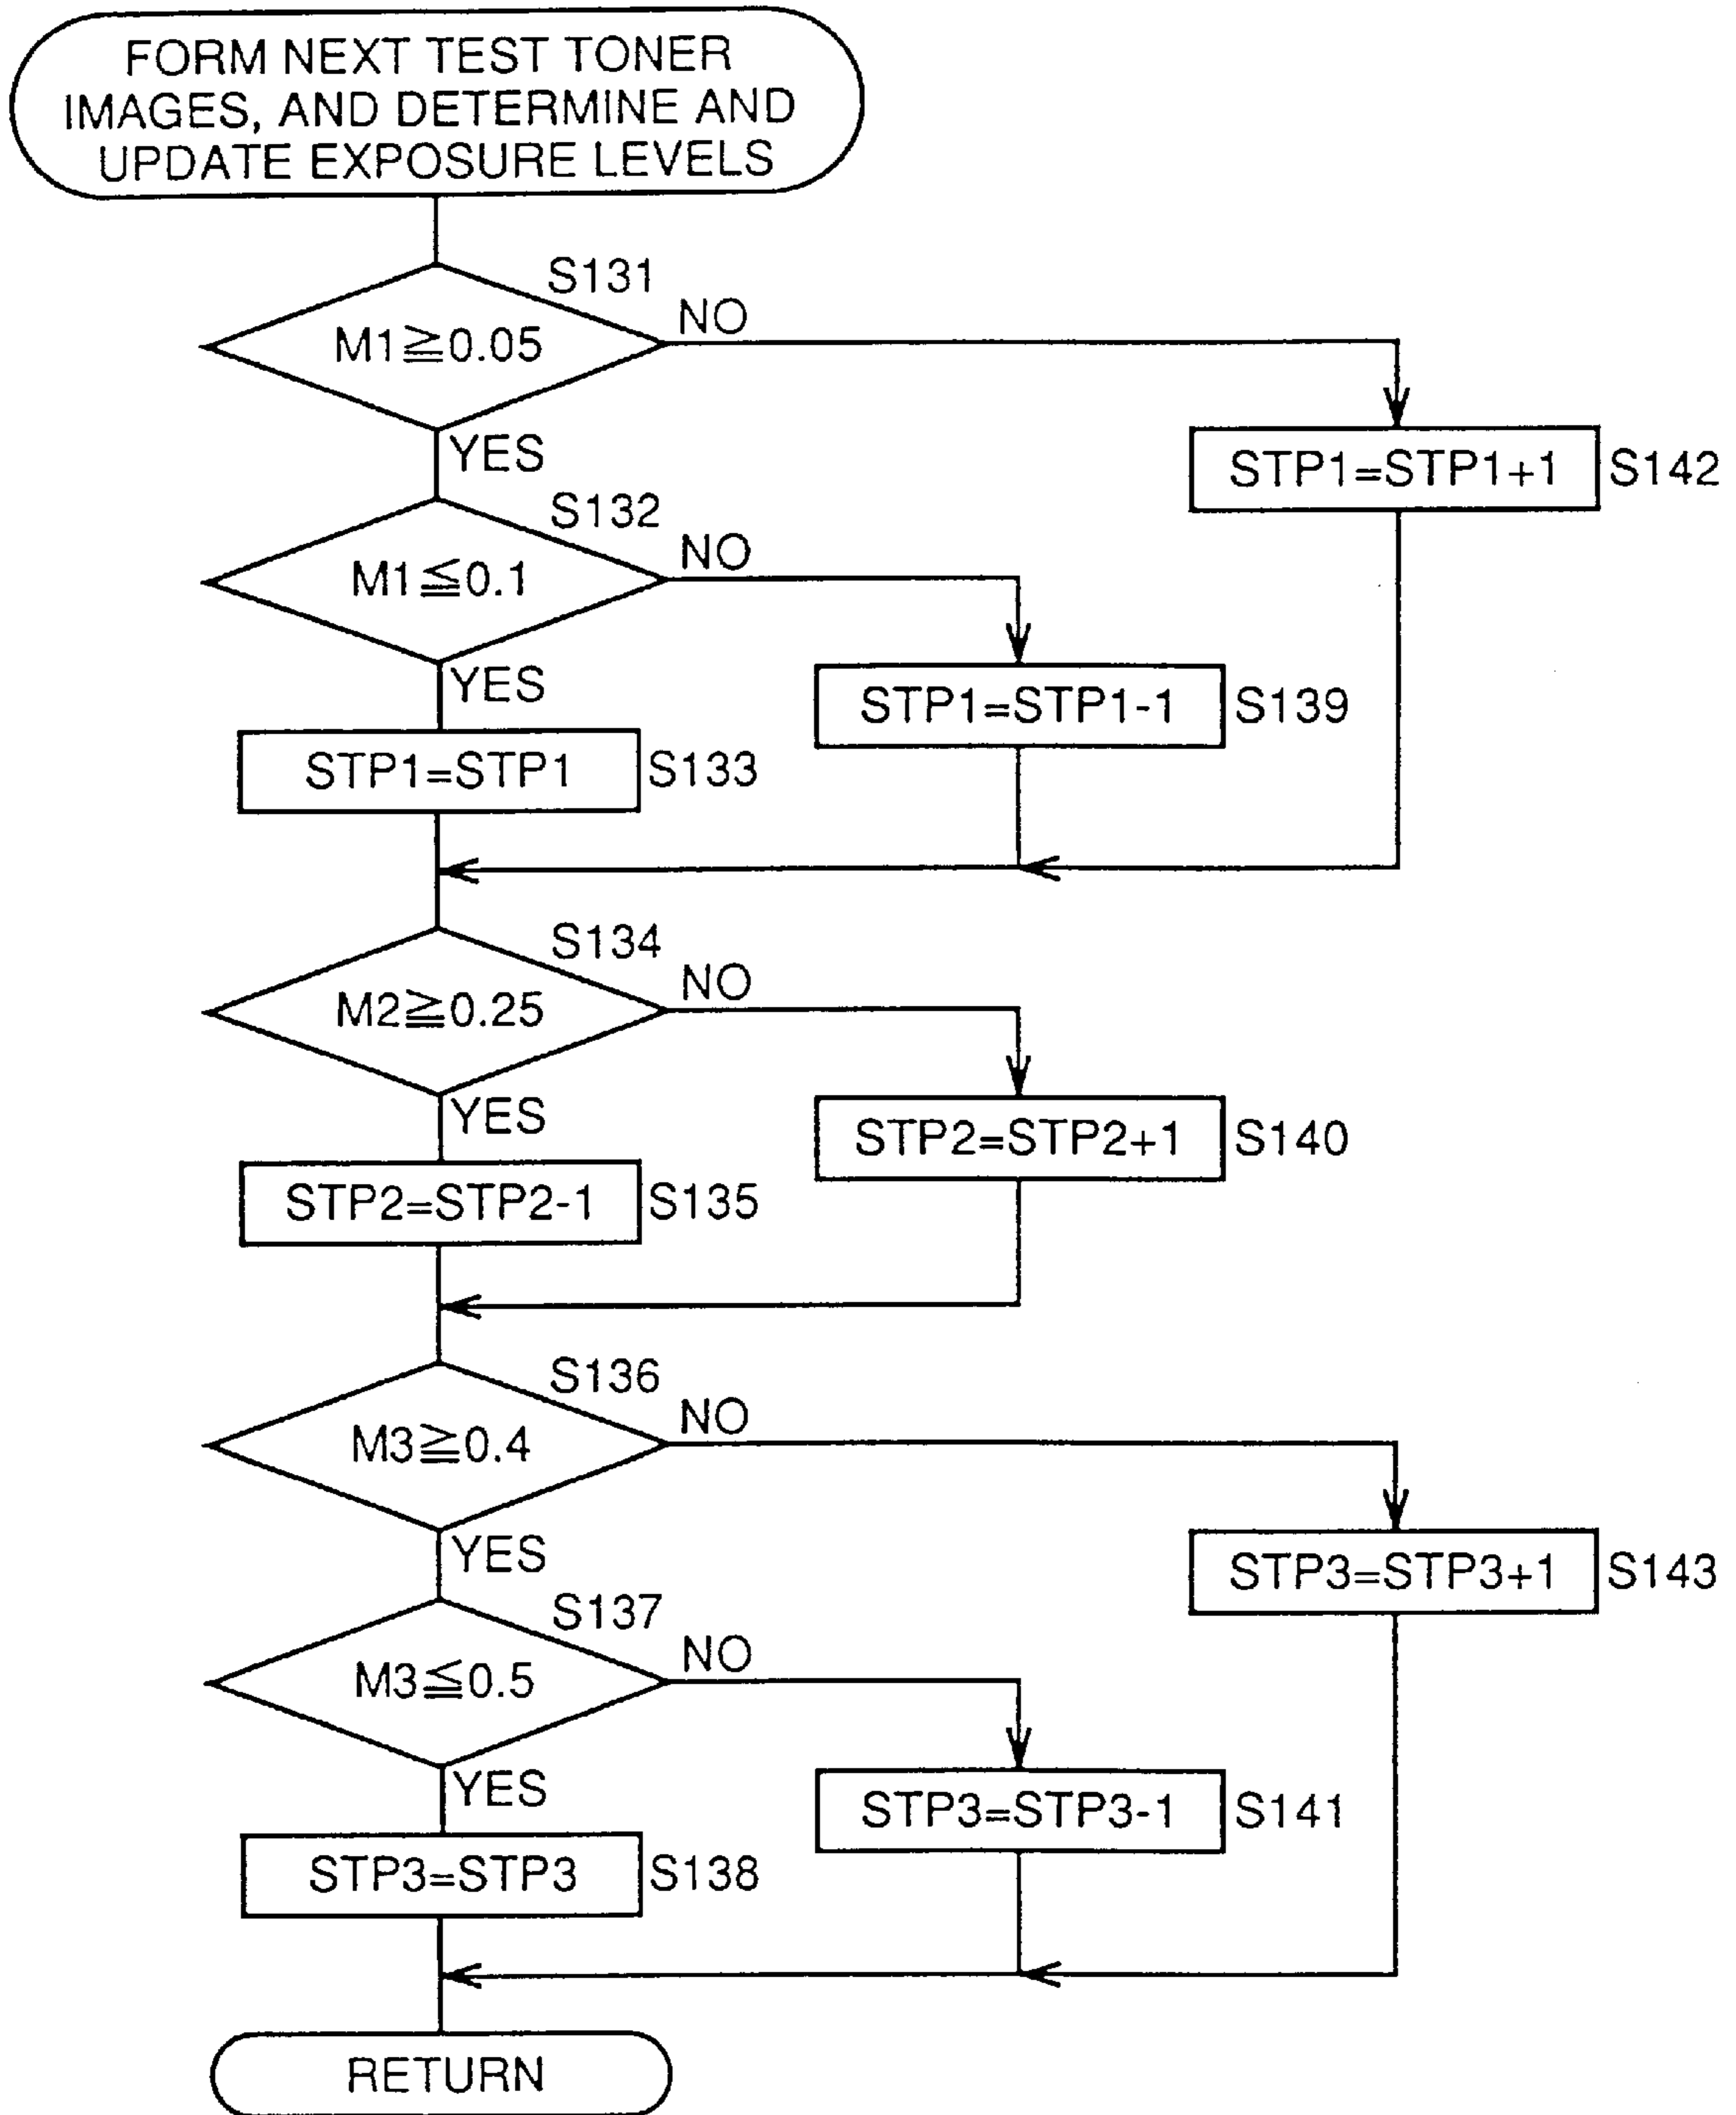 FORM NEXT TEST TONER
IMAGES, AND DETERMINE AND
UPDATE EXPOSURE LEVELS
S131
M1≧0.05
NO
YES
STP1=STP1+1
S142
S132
M1≦0.1
NO
YES
STP1=STP1-1
S139
STP1=STP1
S133
S134
M2≧0.25
NO
YES
STP2=STP2+1
S140
STP2=STP2-1
S135
S136
M3≧0.4
NO
YES
STP3=STP3+1
S143
S137
M3≦0.5
NO
YES
STP3=STP3-1
S141
STP3=STP3
S138
RETURN